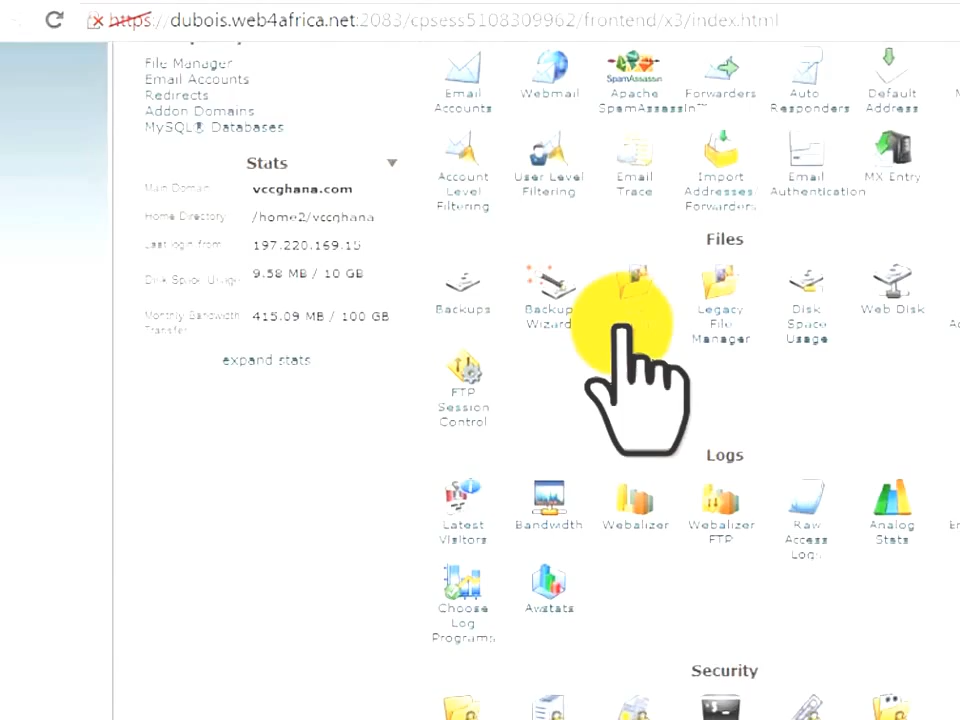 https://dubois.web4africa.net:2083/cpsess5108309962/frontend/x3/index.html
File Manager
Email Accounts
Redirects
Addon Domains
MySQL® Databases
Stats
Main Domain vccghana.com
Home Directory /home2/vccghana
Last login from 197.220.169.15
Disk Space Usage 9.58 MB / 10 GB
Monthly Bandwidth Transfer 415.09 MB / 100 GB
expand stats
Email Accounts
Webmail
SpamAssassin
Apache SpamAssassin™
Forwarders
Auto Responders
Default Address
Account Level Filtering
User Level Filtering
Email Trace
Import Addresses/ Forwarders
Email Authentication
MX Entry
Files
Backups
Backup Wizard
Legacy File Manager
Disk Space Usage
Web Disk
FTP Session Control
Logs
Latest Visitors
Bandwidth
Webalizer
Webalizer FTP
Raw Access Logs
Analog Stats
Choose Log Programs
Awstats
Security